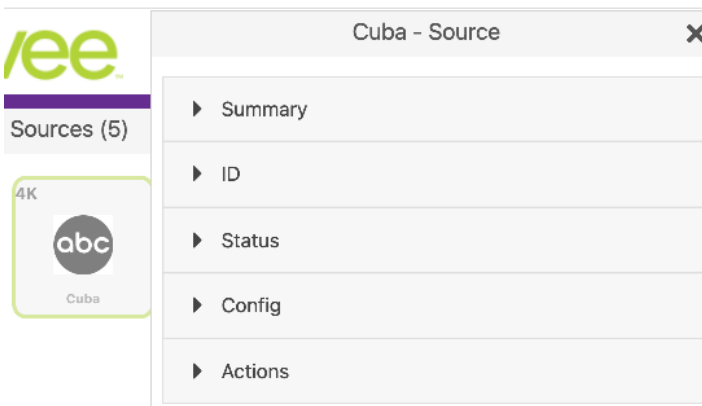 vee
Sources (5)
4K
abc
Cuba
Cuba - Source
Summary
ID
Status
Config
Actions